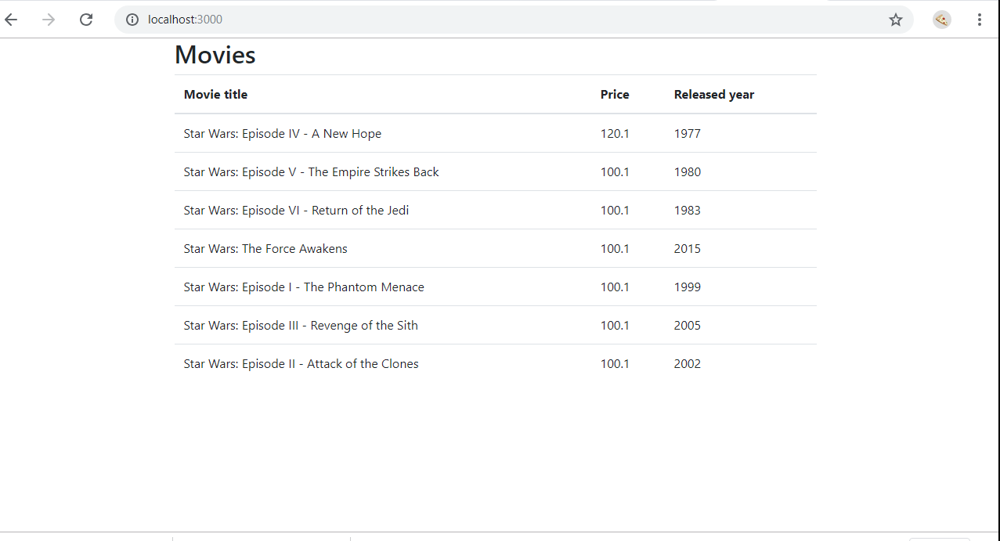 localhost:3000
Movies
Movie title Price Released year
Star Wars: Episode IV - A New Hope 120.1 1977
Star Wars: Episode V - The Empire Strikes Back 100.1 1980
Star Wars: Episode VI - Return of the Jedi 100.1 1983
Star Wars: The Force Awakens 100.1 2015
Star Wars: Episode I - The Phantom Menace 100.1 1999
Star Wars: Episode III - Revenge of the Sith 100.1 2005
Star Wars: Episode II - Attack of the Clones 100.1 2002